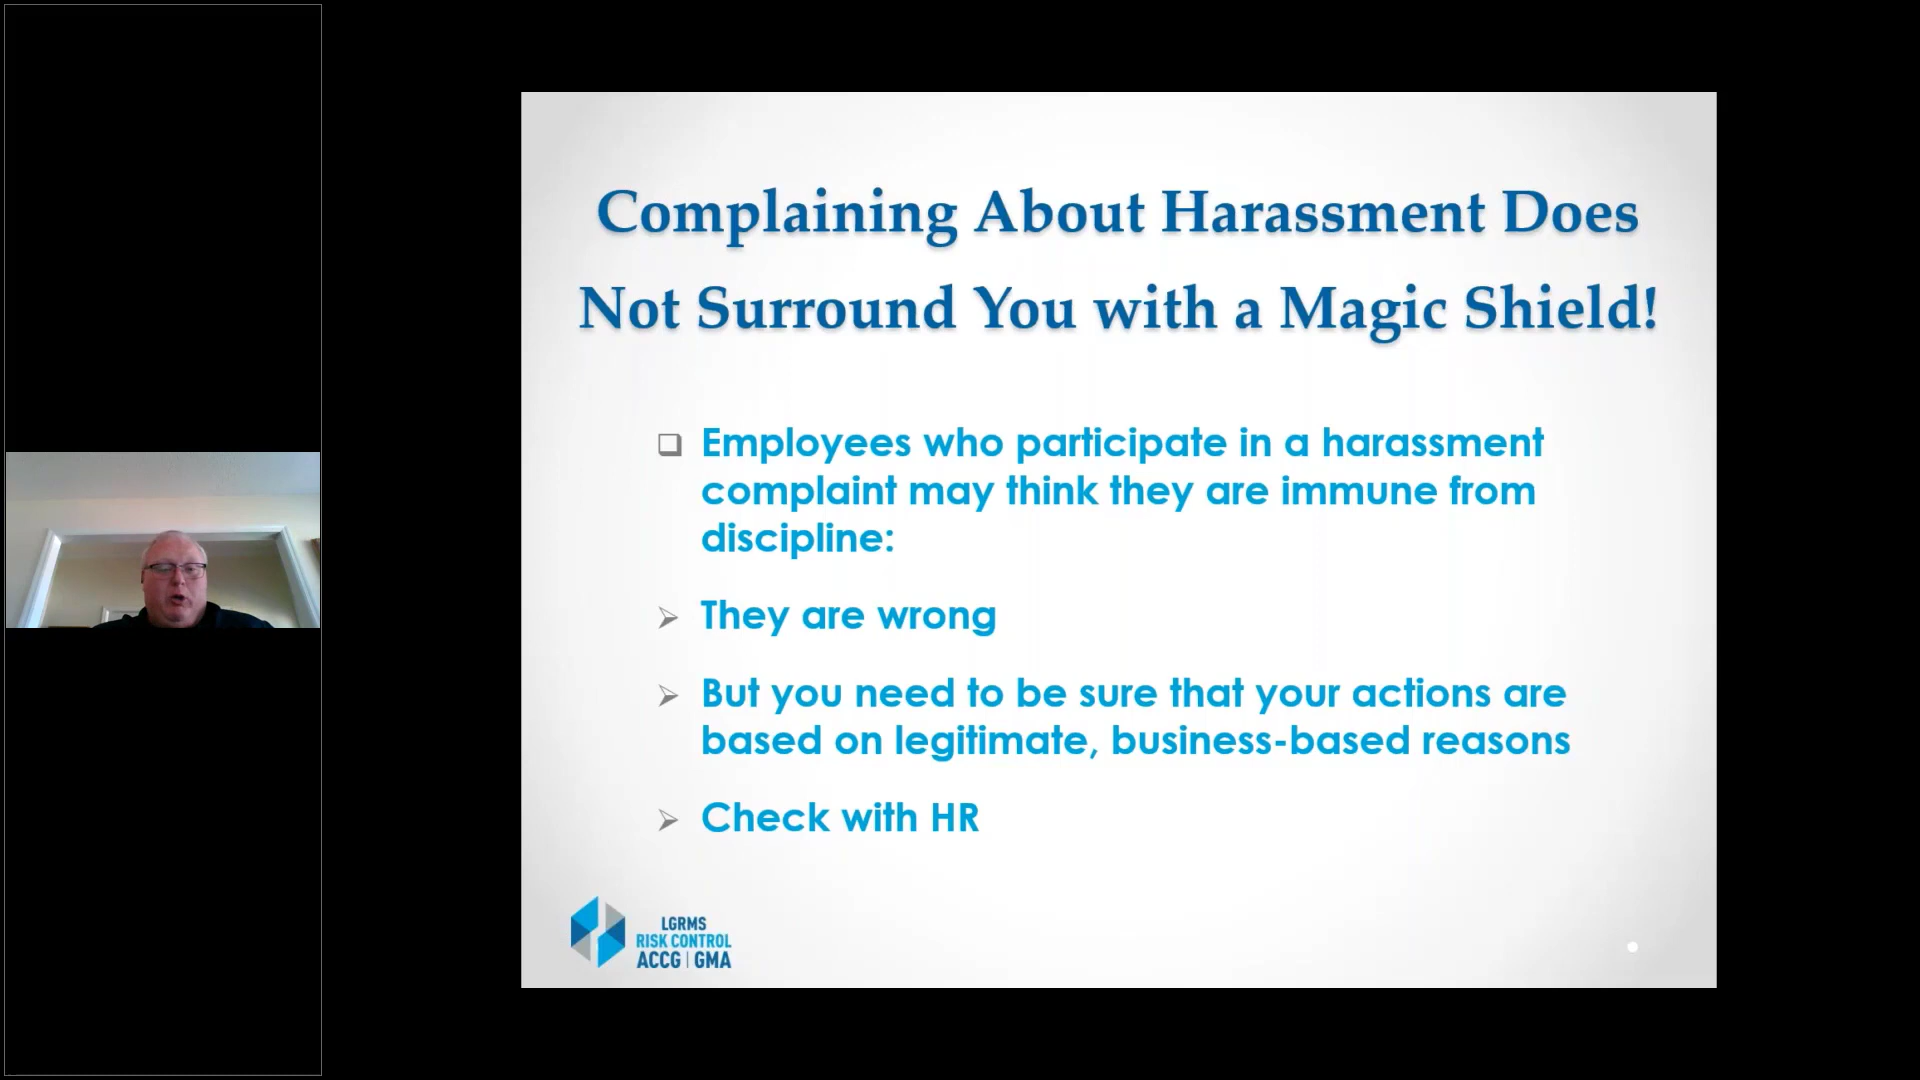 Complaining About Harassment Does
Not Surround You with a Magic Shield!
Employees who participate in a harassment
complaint may think they are immune from
discipline:
They are wrong
But you need to be sure that your actions are
based on legitimate, business-based reasons
Check with HR
LGRMS
RISK CONTROL
ACCG | GMA